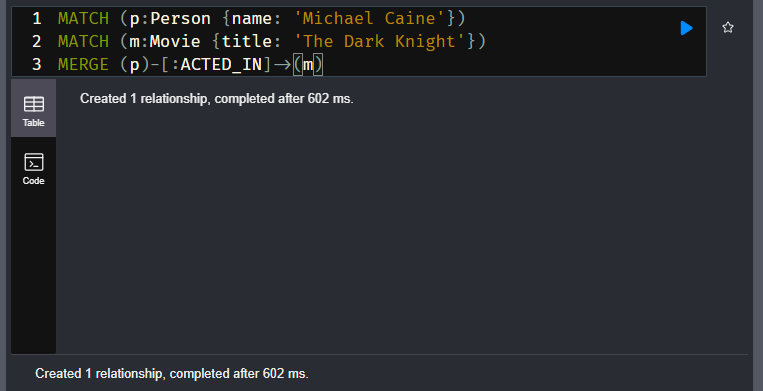 1 MATCH (p:Person {name: 'Michael Caine'})
2 MATCH (m:Movie {title: 'The Dark Knight'})
3 MERGE (p)-[:ACTED_IN]->(m)
Created 1 relationship, completed after 602 ms.
Table
Code
Created 1 relationship, completed after 602 ms.